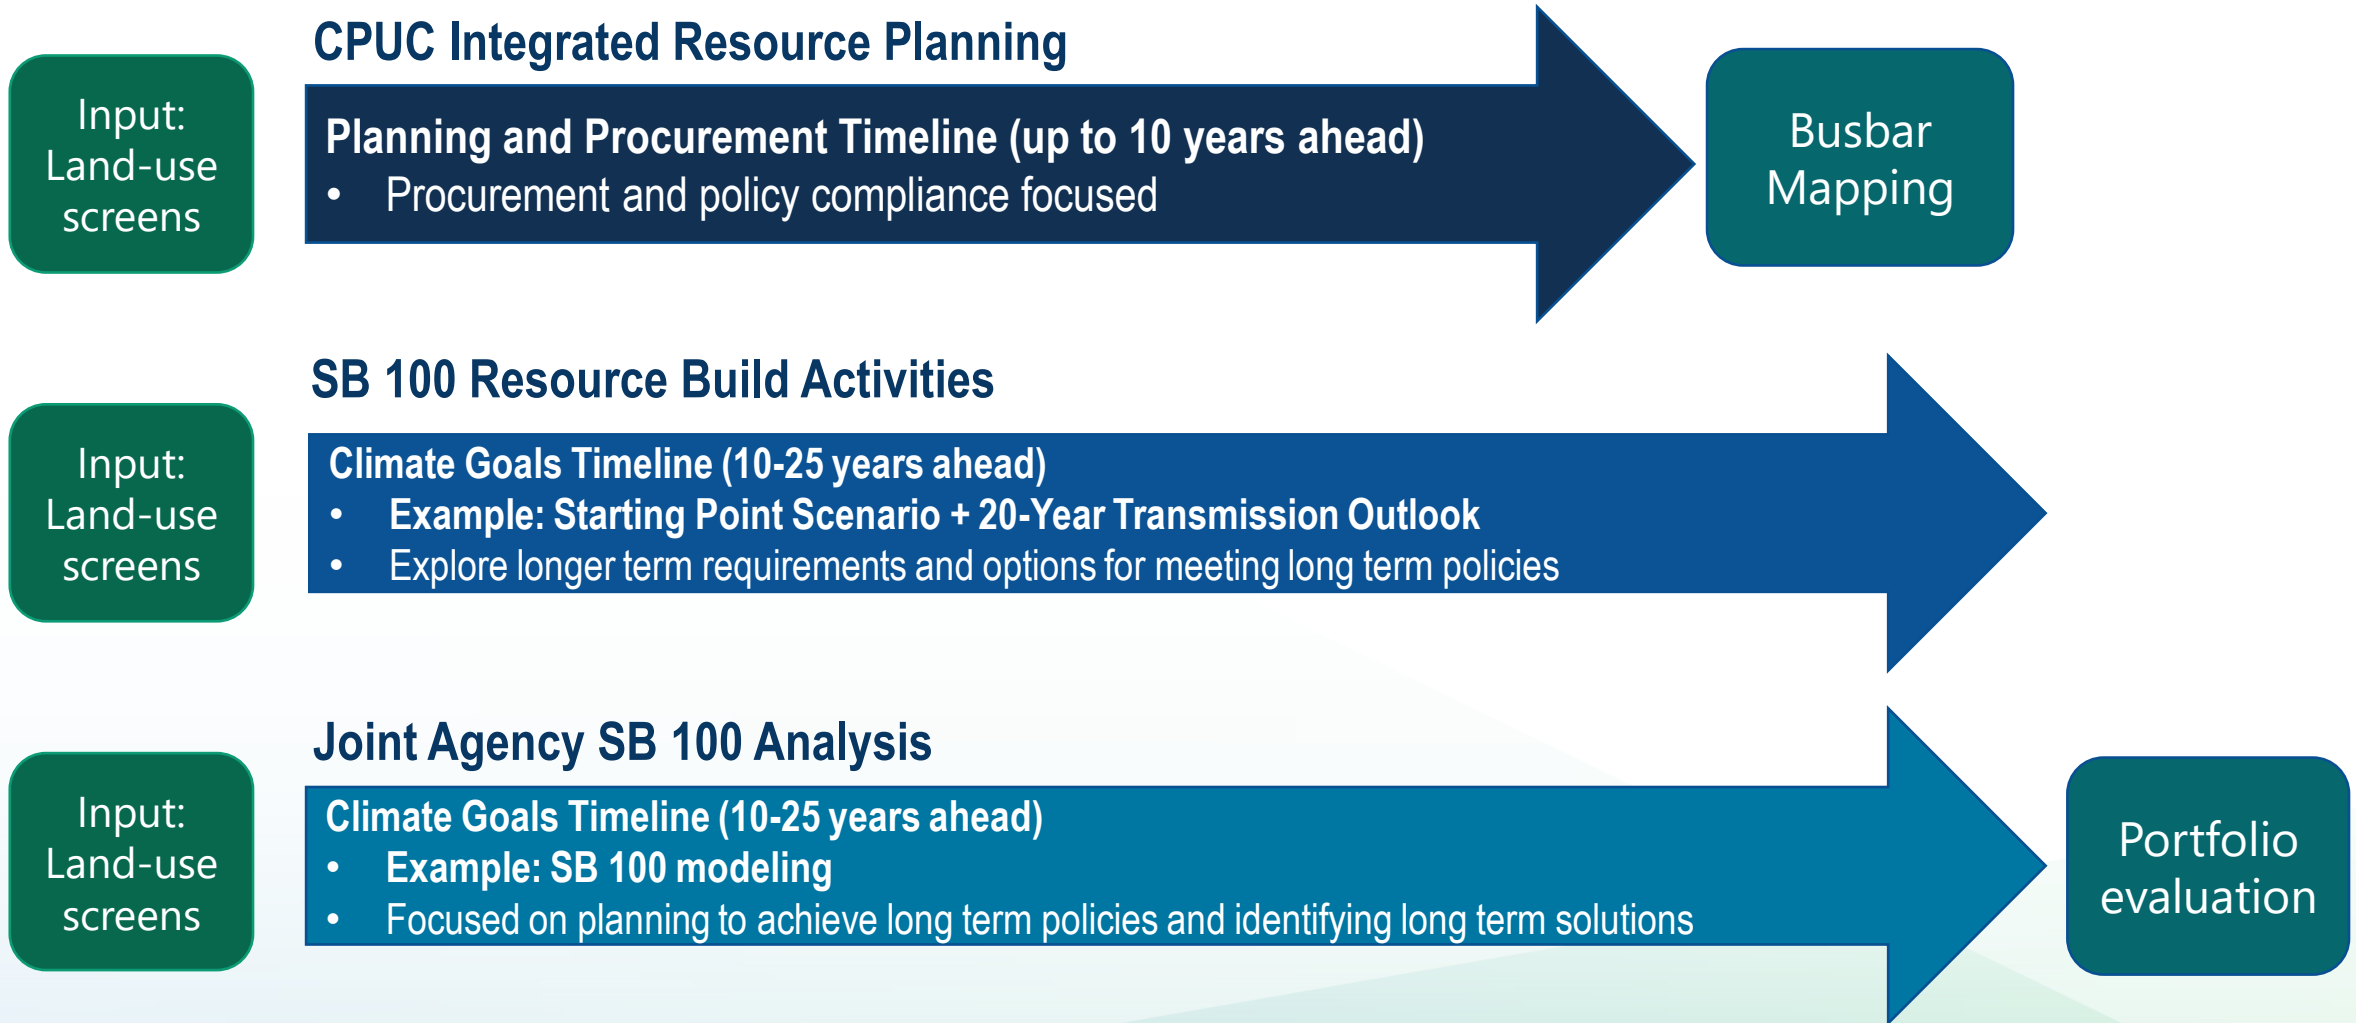 CPUC Integrated Resource Planning
Input:
Land-use
screens
Planning and Procurement Timeline (up to 10 years ahead)
• Procurement and policy compliance focused
Busbar
Mapping
SB 100 Resource Build Activities
Input:
Land-use
screens
Climate Goals Timeline (10-25 years ahead)
• Example: Starting Point Scenario + 20-Year Transmission Outlook
• Explore longer term requirements and options for meeting long term policies
Joint Agency SB 100 Analysis
Input:
Land-use
screens
Climate Goals Timeline (10-25 years ahead)
• Example: SB 100 modeling
• Focused on planning to achieve long term policies and identifying long term solutions
Portfolio
evaluation